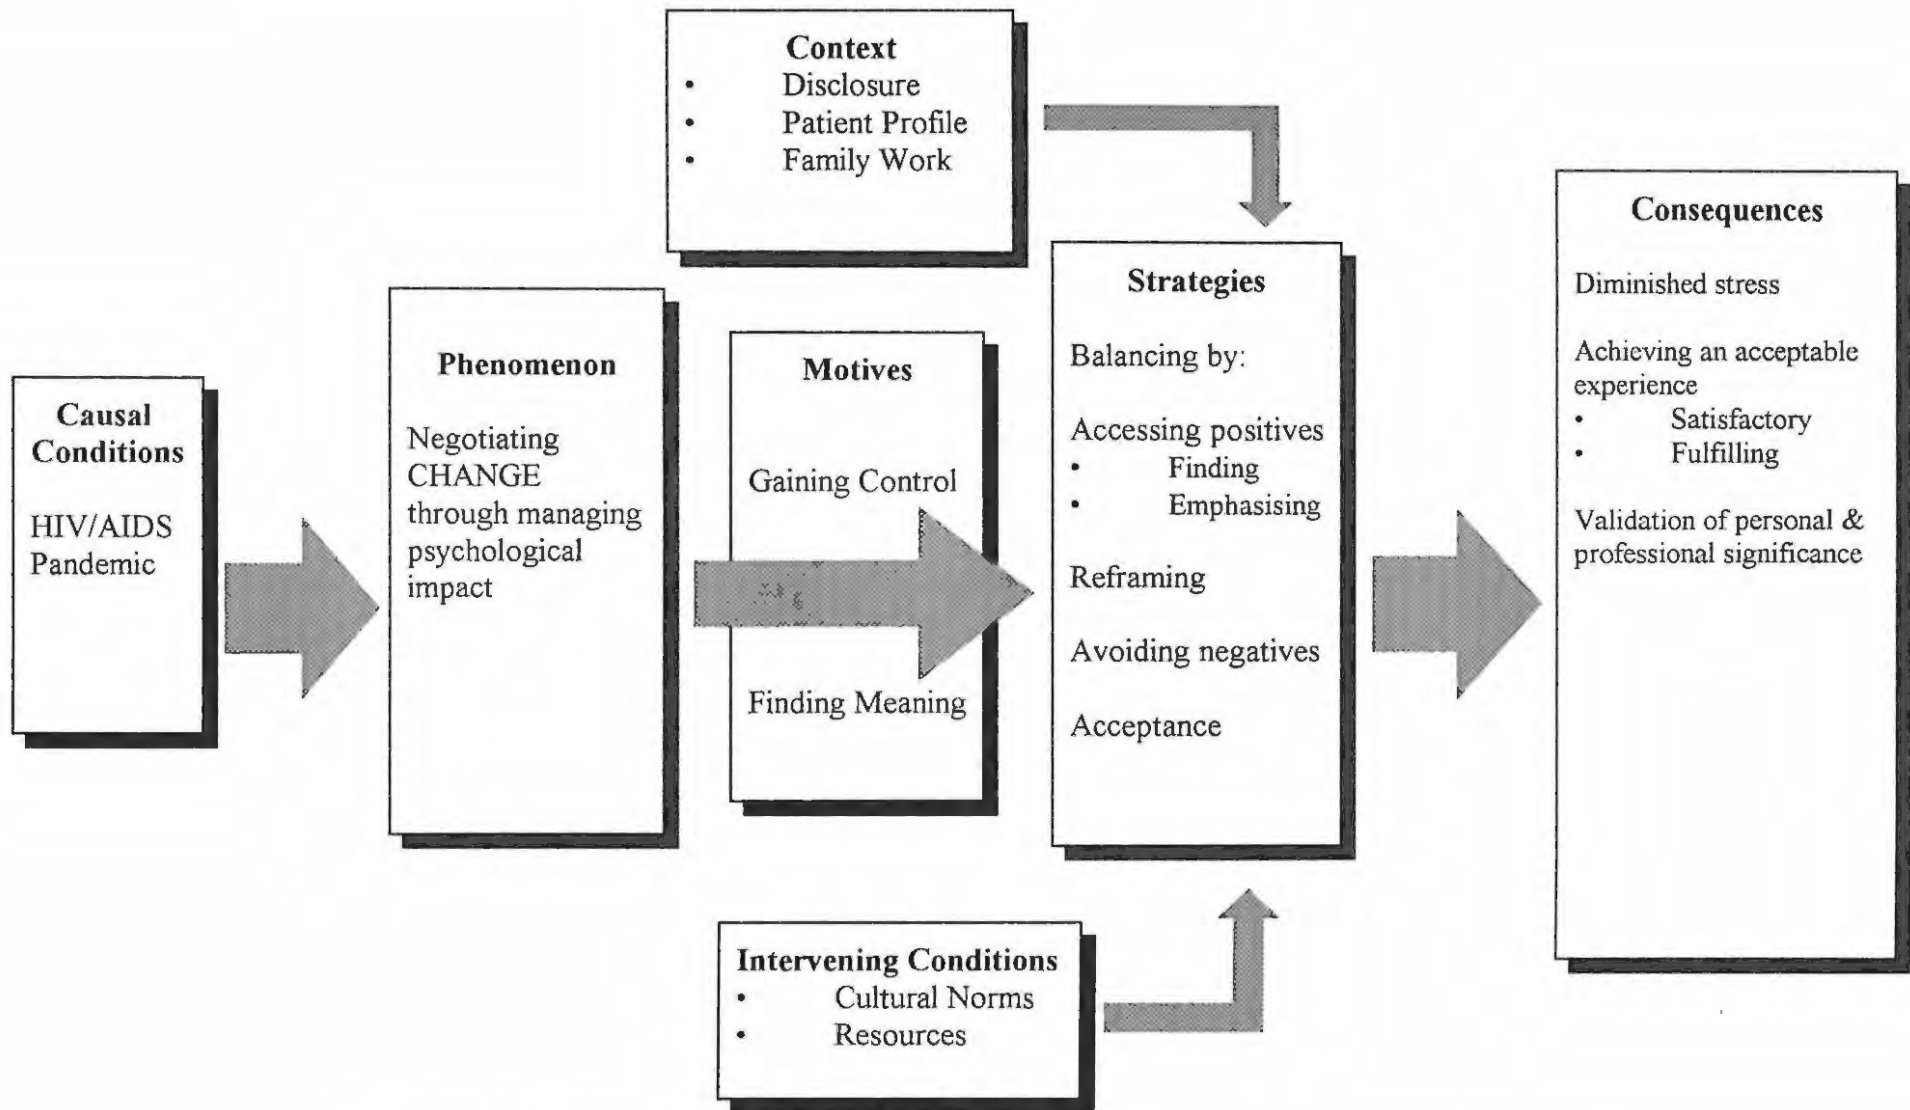 Context
• Disclosure
• Patient Profile
• Family Work
Causal
Conditions
HIV/AIDS
Pandemic
Phenomenon
Negotiating
CHANGE
through managing
psychological
impact
Motives
Gaining Control
Finding Meaning
Strategies
Balancing by:
Accessing positives
• Finding
• Emphasising
Reframing
Avoiding negatives
Acceptance
Intervening Conditions
• Cultural Norms
• Resources
Consequences
Diminished stress
Achieving an acceptable
experience
• Satisfactory
• Fulfilling
Validation of personal &
professional significance